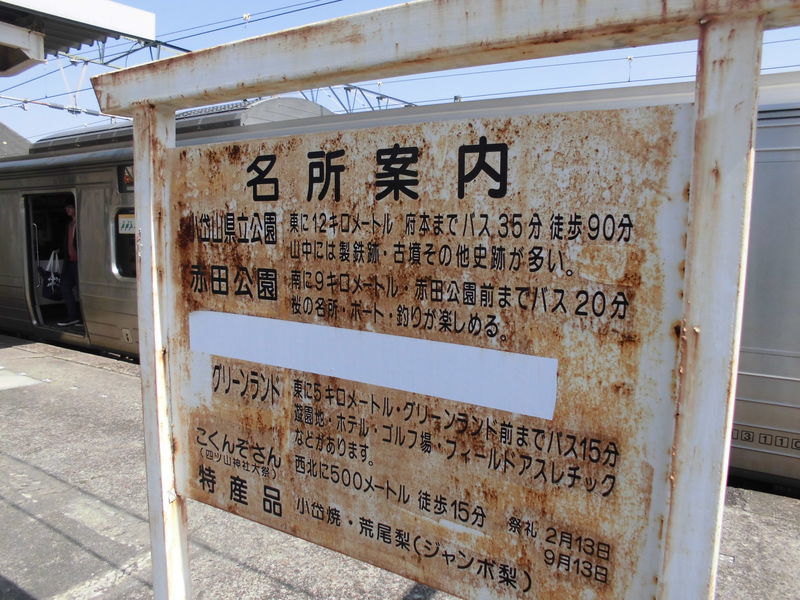 名所案内
小岱山県立公園 東に12キロメートル 府本までバス35分 徒歩90分
山中には製鉄跡・古墳その他史跡が多い。
赤田公園 南に9キロメートル・赤田公園前までバス20分
桜の名所・ボート・釣りが楽しめる。
グリーンランド 東に5キロメートル・グリーンランド前までバス15分
遊園地・ホテル・ゴルフ場・フィールドアスレチック
などがあります。
こくんぞさん 西北に500メートル 徒歩15分 祭礼 2月13日
(四ツ山神社大祭) 9月13日
特産品 小岱焼・荒尾梨(ジャンボ梨)